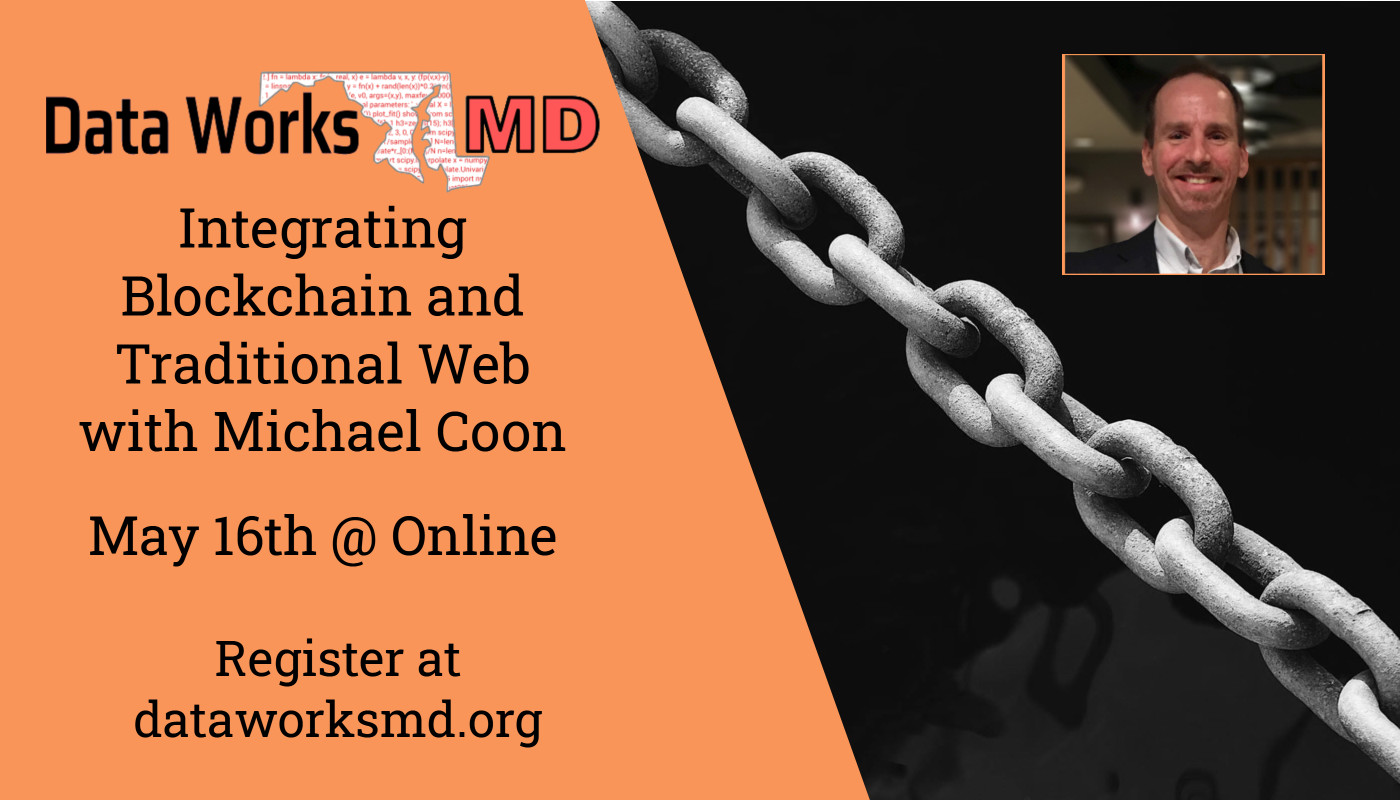 Data Works MD
Integrating
Blockchain and
Traditional Web
with Michael Coon
May 16th @ Online
Register at
dataworksmd.org